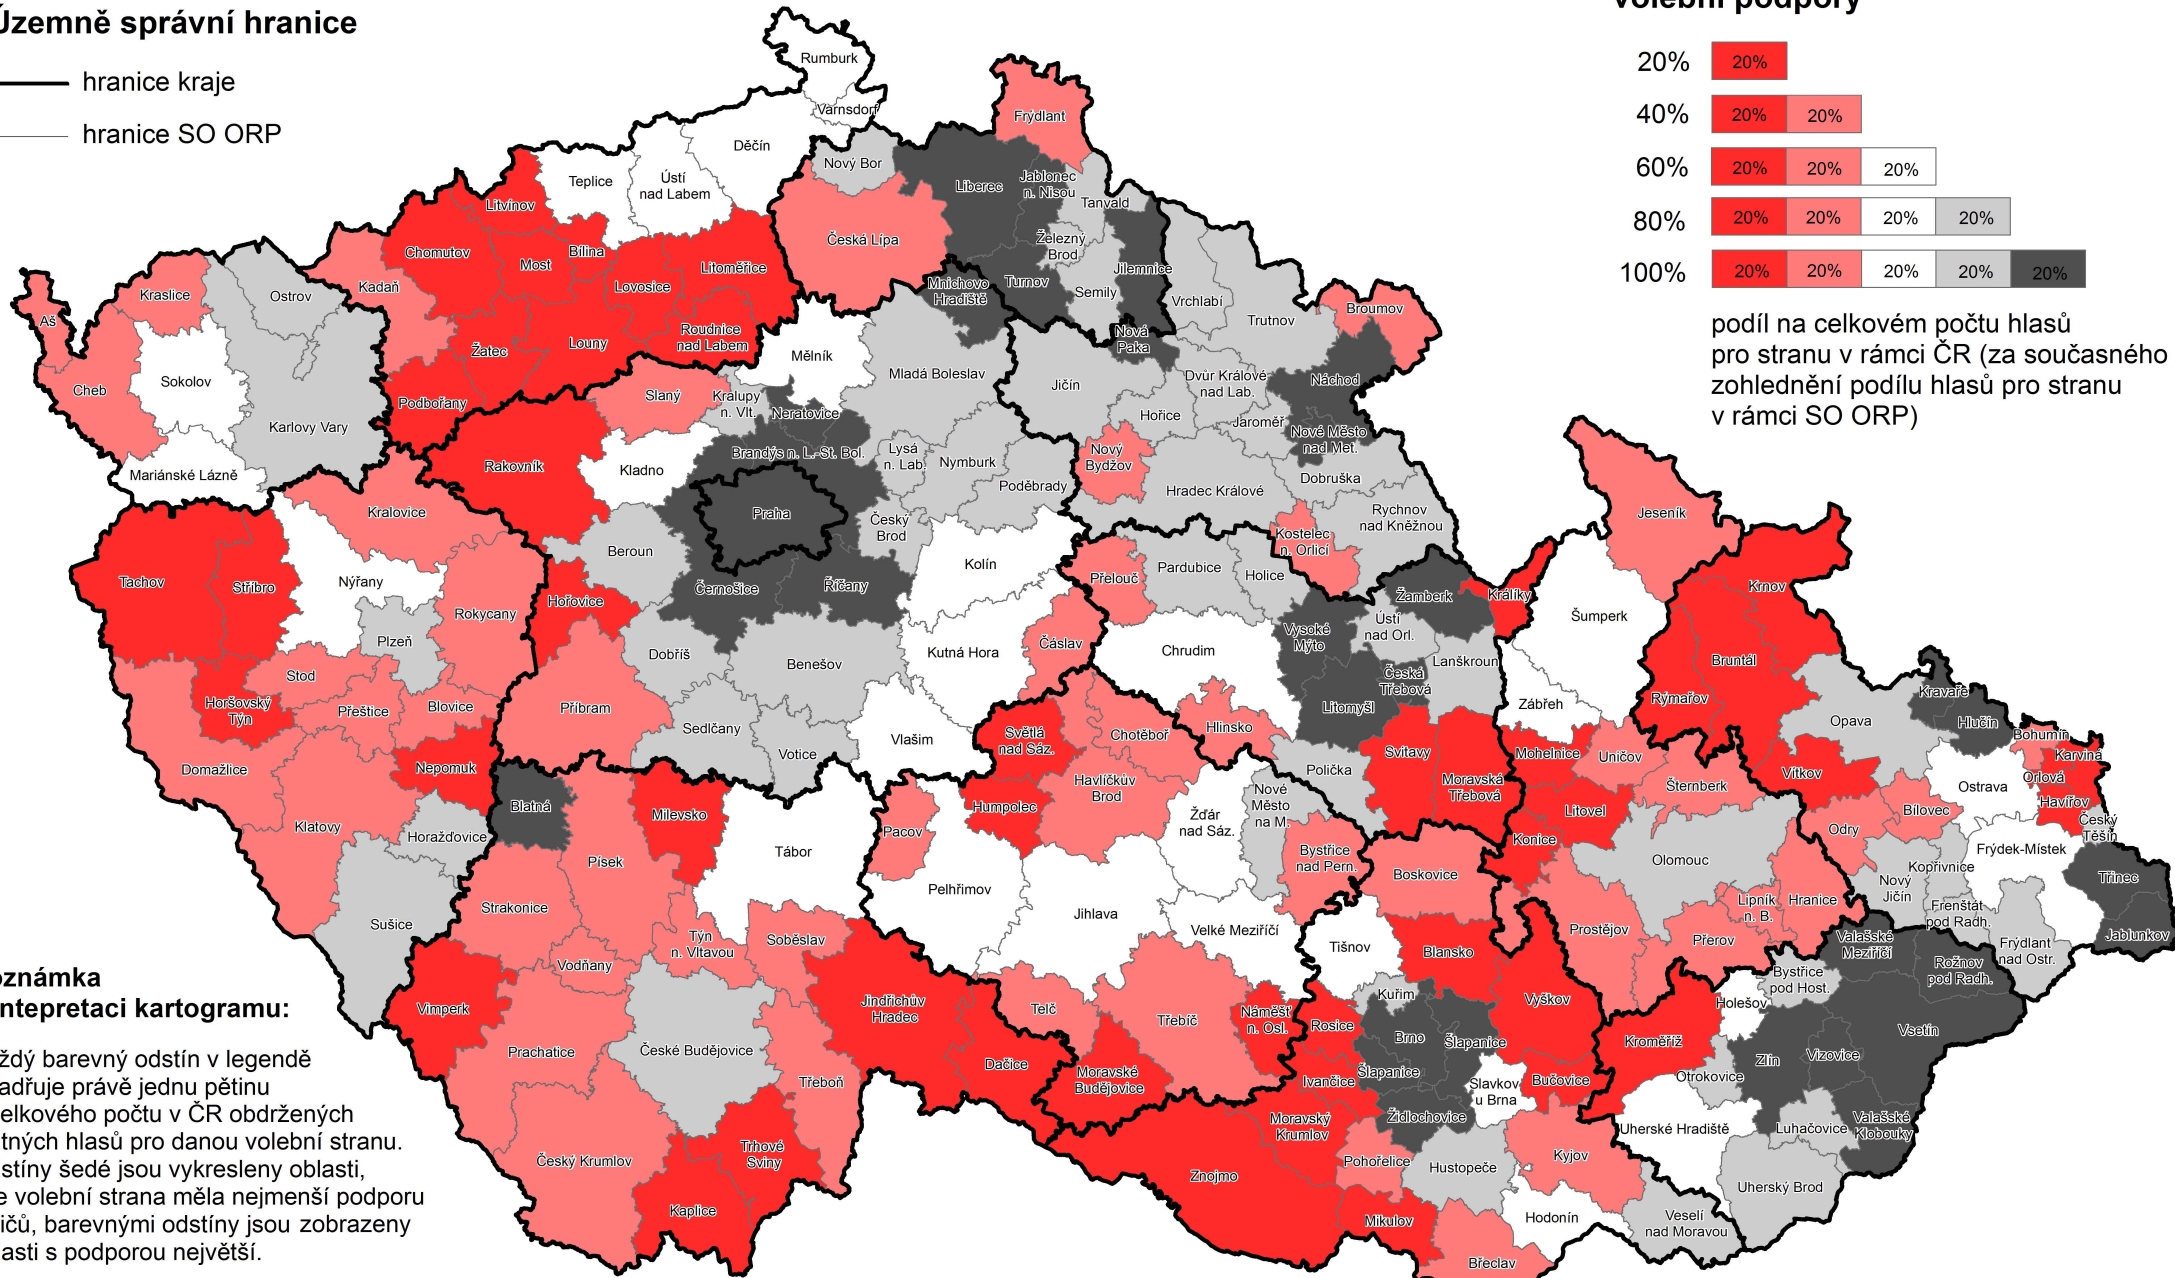 Územně správní hranice
hranice kraje
hranice SO ORP
volební podpory
20% 20%
40% 20% 20%
60% 20% 20% 20%
80% 20% 20% 20% 20%
100% 20% 20% 20% 20% 20%
podíl na celkovém počtu hlasů
pro stranu v rámci ČR (za současného
zohlednění podílu hlasů pro stranu
v rámci SO ORP)
Rumburk
Varnsdorf
Děčín
Teplice
Ústí
nad Labem
Nový Bor
Frýdlant
Liberec
Jablonec
n. Nisou
Tanvald
Litvínov
Chomutov
Most
Bílina
Lovosice
Litoměřice
Česká Lípa
Železný
Brod
Jilemnice
Semily
Turnov
Mnichovo
Hradiště
Vrchlabí
Trutnov
Broumov
Kraslice
Ostrov
Kadaň
Aš
Cheb
Sokolov
Karlovy Vary
Mariánské Lázně
Žatec
Louny
Roudnice
nad Labem
Podbořany
Mělník
Mladá Boleslav
Jičín
Nová
Paka
Dvůr Králové
nad Lab.
Náchod
Hořice
Jaroměř
Nové Město
nad Met.
Slaný
Kralupy
n. Vlt.
Neratovice
Brandýs n. L.-St. Bol.
Lysá
n. Lab.
Nymburk
Poděbrady
Nový
Bydžov
Hradec Králové
Dobruška
Rychnov
nad Kněžnou
Rakovník
Kladno
Praha
Český
Brod
Kolín
Kostelec
n. Orlicí
Jeseník
Kralovice
Beroun
Černošice
Říčany
Přelouč
Pardubice
Holice
Žamberk
Králíky
Šumperk
Krnov
Tachov
Stříbro
Nýřany
Plzeň
Rokycany
Hořovice
Dobříš
Benešov
Kutná Hora
Čáslav
Chrudim
Vysoké
Mýto
Ústí
nad Orl.
Česká
Třebová
Lanškroun
Litomyšl
Bruntál
Rýmařov
Zábřeh
Horšovský
Týn
Stod
Přeštice
Blovice
Příbram
Sedlčany
Votice
Vlašim
Světlá
nad Sáz.
Chotěboř
Hlinsko
Polička
Svitavy
Moravská
Třebová
Mohelnice
Uničov
Šternberk
Opava
Kravaře
Hlučín
Bohumín
Karviná
Orlová
Havířov
Český
Těšín
Ostrava
Vítkov
Bílovec
Odry
Domažlice
Nepomuk
Blatná
Klatovy
Horažďovice
Sušice
Milevsko
Písek
Tábor
Pacov
Humpolec
Havlíčkův
Brod
Žďár
nad Sáz.
Nové
Město
na M.
Bystřice
nad Pern.
Boskovice
Litovel
Konice
Olomouc
Frýdek-Místek
Kopřivnice
Nový
Jičín
Frenštát
pod Radh.
Třinec
Jablunkov
Strakonice
Vodňany
Týn
n. Vltavou
Soběslav
Pelhřimov
Jihlava
Velké Meziříčí
Tišnov
Blansko
Prostějov
Přerov
Lipník
n. B.
Hranice
Valašské
Meziříčí
Rožnov
pod Radh.
Frýdlant
nad Ostr.
Vimperk
Prachatice
České Budějovice
Jindřichův
Hradec
Dačice
Třeboň
Telč
Třebíč
Náměšť
n. Osl.
Moravské
Budějovice
Rosice
Kuřim
Brno
Šlapanice
Šlapanice
Vyškov
Ivančice
Židlochovice
Slavkov
u Brna
Bučovice
Kroměříž
Holešov
Bystřice
pod Host.
Otrokovice
Zlín
Vizovice
Vsetín
Luhačovice
Valašské
Klobouky
Uherské Hradiště
Uherský Brod
Veselí
nad Moravou
Český Krumlov
Trhové
Sviny
Kaplice
Znojmo
Moravský
Krumlov
Pohořelice
Hustopeče
Kyjov
Hodonín
Mikulov
Břeclav
oznámka
intepretaci kartogramu:
ždý barevný odstín v legendě
adřuje právě jednu pětinu
elkového počtu v ČR obdržených
tných hlasů pro danou volební stranu.
stíny šedé jsou vykresleny oblasti,
e volební strana měla nejmenší podporu
ičů, barevnými odstíny jsou zobrazeny
lasti s podporou největší.